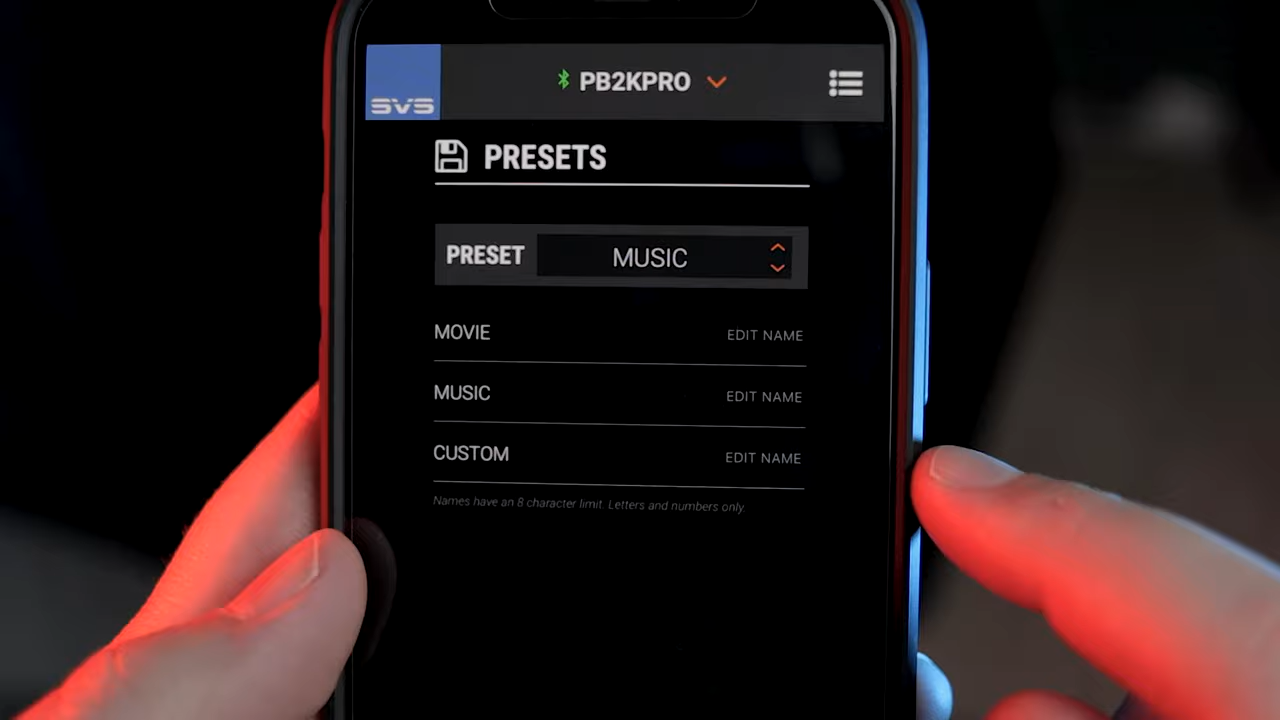 SVS
PB2KPRO
PRESETS
PRESET MUSIC
MOVIE EDIT NAME
MUSIC EDIT NAME
CUSTOM EDIT NAME
Names have an 8 character limit. Letters and numbers only.